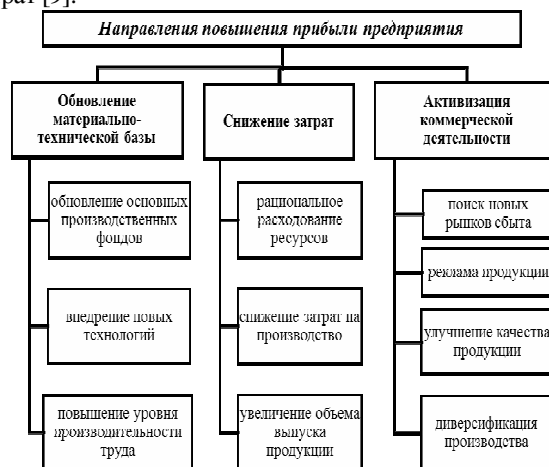 рат [9].
Направления повышения прибыли предприятия
Обновление
материально-
технической базы
Снижение затрат
Активизация
коммерческой
деятельности
обновление основных
производственных
фондов
рациональное
расходование
ресурсов
поиск новых
рынков сбыта
реклама продукции
внедрение новых
технологий
снижение затрат на
производство
улучшение качества
продукции
повышение уровня
производительности
труда
увеличение объема
выпуска
продукции
диверсификация
производства